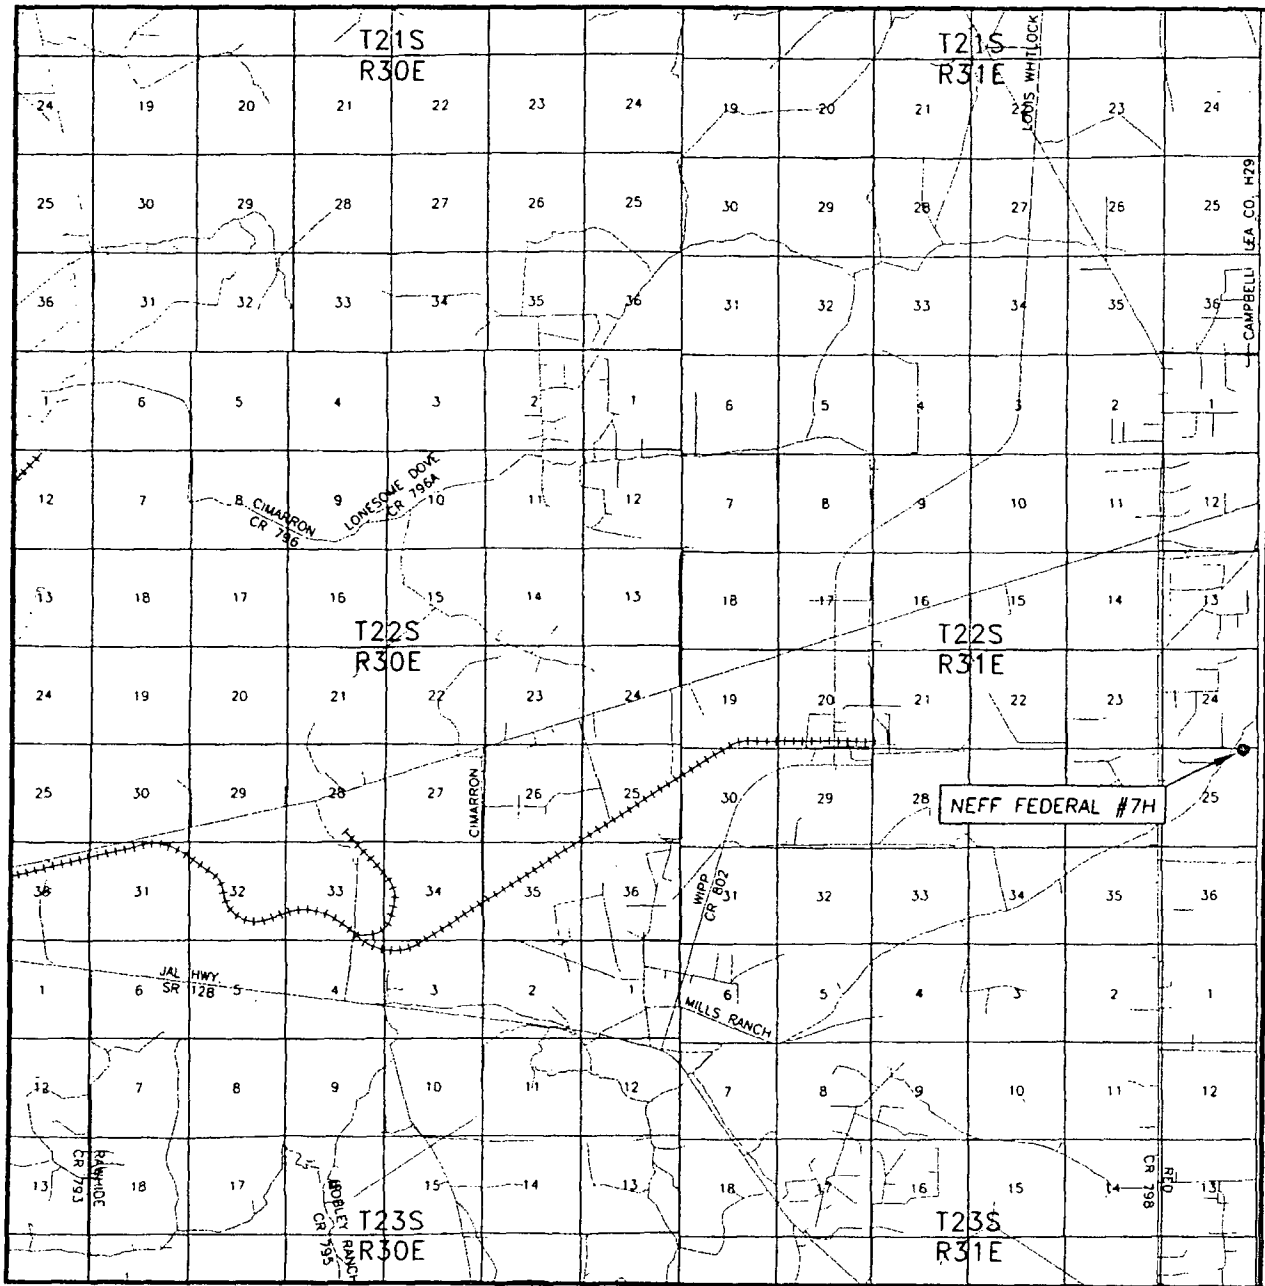 T21S
R30E
T21S
R31E
LOUIS WHITLOCK
24 19 20 21 22 23 24 19 20 21 22 23 24
CAMPBELL LEA CO. H29
25 30 29 28 27 26 25 30 29 28 27 26 25
36 31 32 33 34 35 36 31 32 33 34 35 36
1 6 5 4 3 2 1 6 5 4 3 2 1
12 7 8 9 10 11 12 7 8 9 10 11 12
CIMARRON
CR 796
LONESOME DOVE
CR 796A
13 18 17 16 15 14 13 18 17 16 15 14 13
T22S
R30E
T22S
R31E
24 19 20 21 22 23 24 19 20 21 22 23 24
CIMARRON
25 30 29 28 27 26 25 30 29 28 25
NEFF FEDERAL #7H
36 31 32 33 34 35 36 31 32 33 34 35 36
WIPP
CR 802
JAL HWY
SR 128
1 6 5 4 3 2 1 6 5 4 3 2 1
MILLS RANCH
12 7 8 9 10 11 12 7 8 9 10 11 12
RAWHIDE
CR 793
13 18 17 15 14 13 18 17 16 15 14 13
MOBLEY RANCH
CR 795
RED
CR 798
T23S
R30E
T23S
R31E